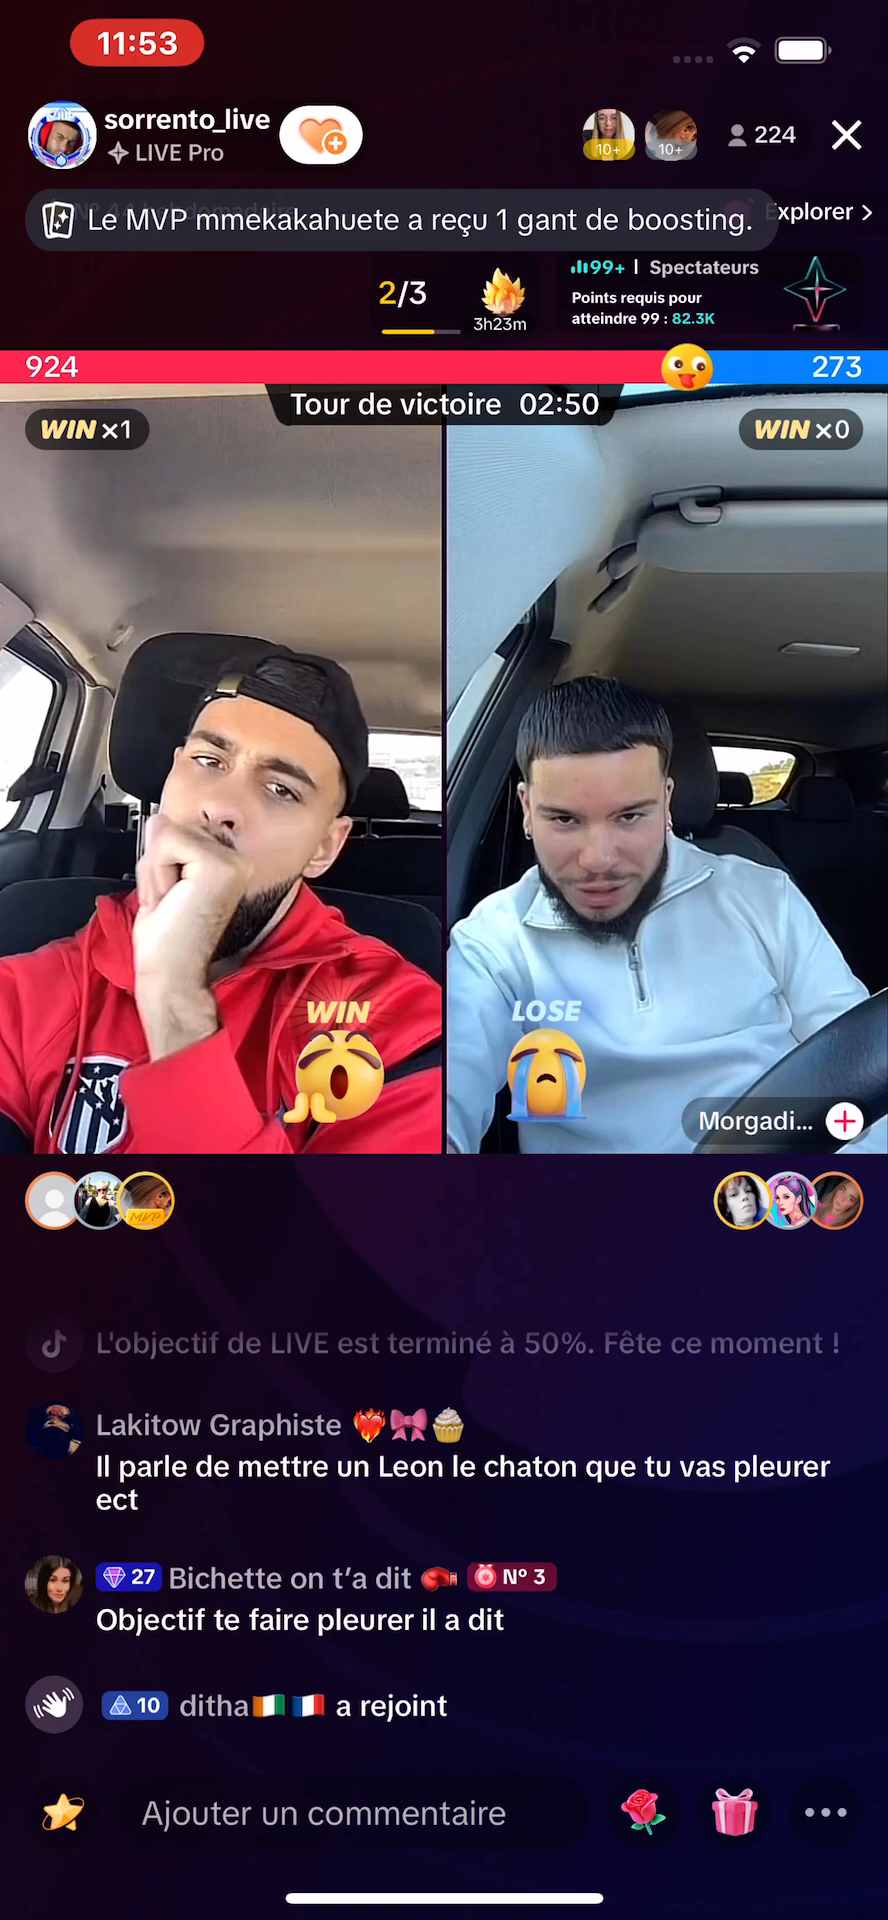 11:53
sorrento_live
LIVE Pro
10+
10+
224
Le MVP mmekakahuete a reçu 1 gant de boosting.
Explorer >
2/3
3h23m
99+ | Spectateurs
Points requis pour
atteindre 99 : 82.3K
924
273
Tour de victoire 02:50
WIN x1
WIN x0
WIN
LOSE
Morgadi...
MVP
L'objectif de LIVE est terminé à 50%. Fête ce moment !
Lakitow Graphiste ❤️‍🔥🎀🧁
Il parle de mettre un Leon le chaton que tu vas pleurer
ect
27 Bichette on t’a dit 🥊 Nº 3
Objectif te faire pleurer il a dit
10 ditha🇨🇮🇫🇷 a rejoint
Ajouter un commentaire